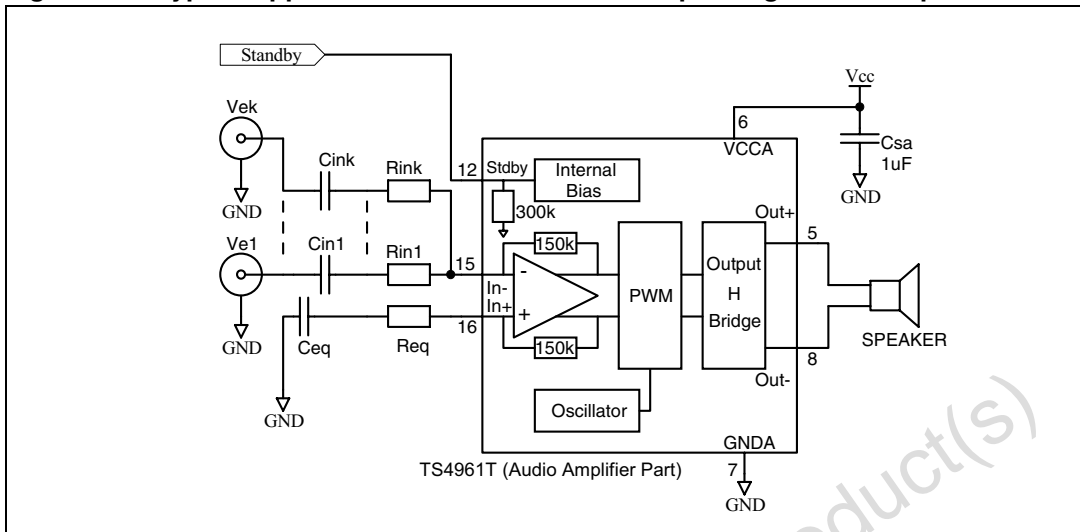 Standby
Vek
GND
Cink
Rink
12
Stdby
Internal
Bias
300k
Vcc
6
VCCA
Csa
1uF
GND
Ve1
GND
Cin1
Rin1
15
150k
-
In-
In+
+
150k
16
Ceq
Req
GND
PWM
Oscillator
Output
H
Bridge
Out+
5
SPEAKER
8
Out-
GNDA
7
GND
TS4961T (Audio Amplifier Part)
duct(s)